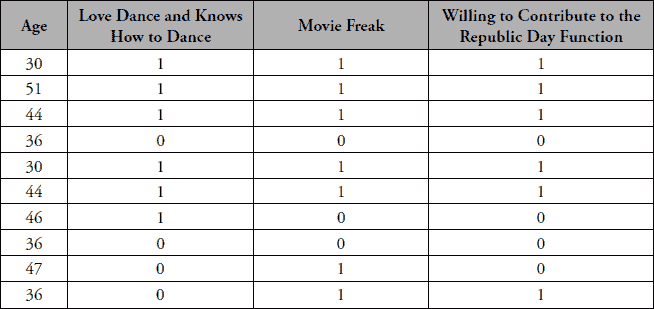 Age
Love Dance and Knows
How to Dance
Movie Freak
Willing to Contribute to the
Republic Day Function
30 1 1 1
51 1 1 1
44 1 1 1
36 0 0 0
30 1 1 1
44 1 1 1
46 1 0 0
36 0 0 0
47 0 1 0
36 0 1 1